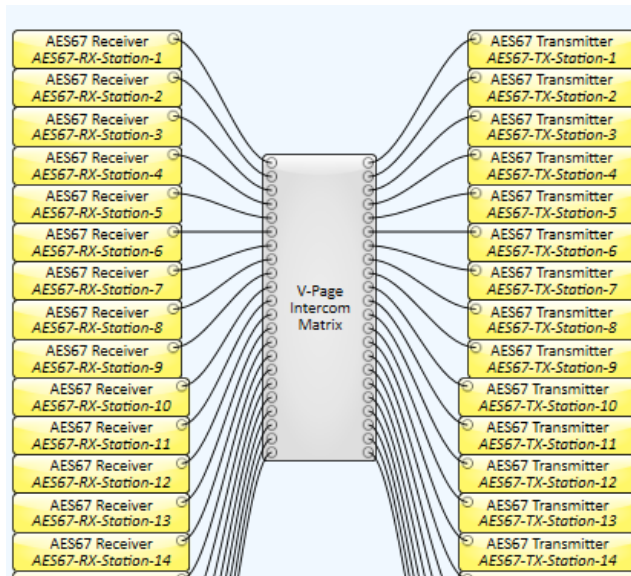 AES67 Receiver
AES67-RX-Station-1
AES67 Receiver
AES67-RX-Station-2
AES67 Receiver
AES67-RX-Station-3
AES67 Receiver
AES67-RX-Station-4
AES67 Receiver
AES67-RX-Station-5
AES67 Receiver
AES67-RX-Station-6
AES67 Receiver
AES67-RX-Station-7
AES67 Receiver
AES67-RX-Station-8
AES67 Receiver
AES67-RX-Station-9
AES67 Receiver
AES67-RX-Station-10
AES67 Receiver
AES67-RX-Station-11
AES67 Receiver
AES67-RX-Station-12
AES67 Receiver
AES67-RX-Station-13
AES67 Receiver
AES67-RX-Station-14
V-Page
Intercom
Matrix
AES67 Transmitter
AES67-TX-Station-1
AES67 Transmitter
AES67-TX-Station-2
AES67 Transmitter
AES67-TX-Station-3
AES67 Transmitter
AES67-TX-Station-4
AES67 Transmitter
AES67-TX-Station-5
AES67 Transmitter
AES67-TX-Station-6
AES67 Transmitter
AES67-TX-Station-7
AES67 Transmitter
AES67-TX-Station-8
AES67 Transmitter
AES67-TX-Station-9
AES67 Transmitter
AES67-TX-Station-10
AES67 Transmitter
AES67-TX-Station-11
AES67 Transmitter
AES67-TX-Station-12
AES67 Transmitter
AES67-TX-Station-13
AES67 Transmitter
AES67-TX-Station-14